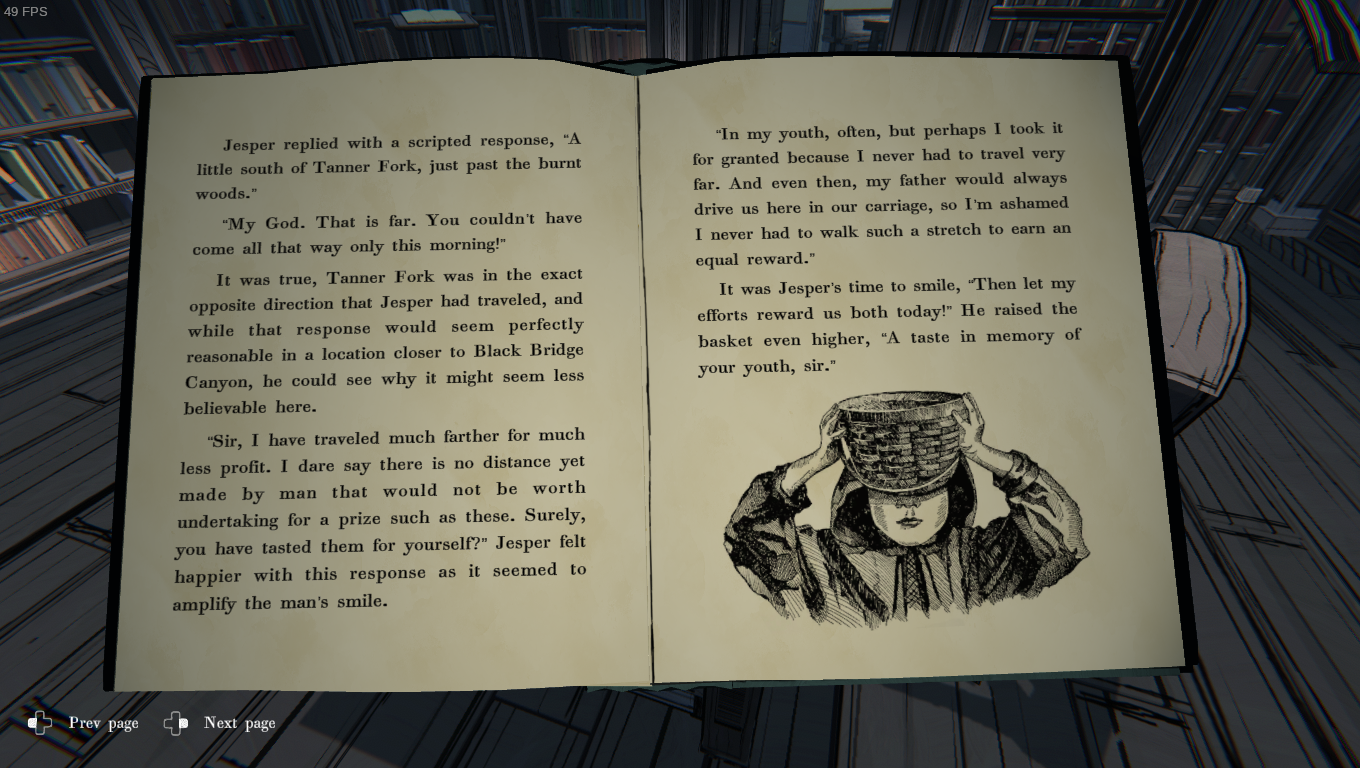 49 FPS
Jesper replied with a scripted response, “A
little south of Tanner Fork, just past the burnt
woods.”
“My God. That is far. You couldn't have
come all that way only this morning!”
It was true, Tanner Fork was in the exact
opposite direction that Jesper had traveled, and
while that response would seem perfectly
reasonable in a location closer to Black Bridge
Canyon, he could see why it might seem less
believable here.
“Sir, I have traveled much farther for much
less profit. I dare say there is no distance yet
made by man that would not be worth
undertaking for a prize such as these. Surely,
you have tasted them for yourself?” Jesper felt
happier with this response as it seemed to
amplify the man's smile.
“In my youth, often, but perhaps I took it
for granted because I never had to travel very
far. And even then, my father would always
drive us here in our carriage, so I'm ashamed
I never had to walk such a stretch to earn an
equal reward.”
It was Jesper's time to smile, “Then let my
efforts reward us both today!” He raised the
basket even higher, “A taste in memory of
your youth, sir.”
Prev page
Next page